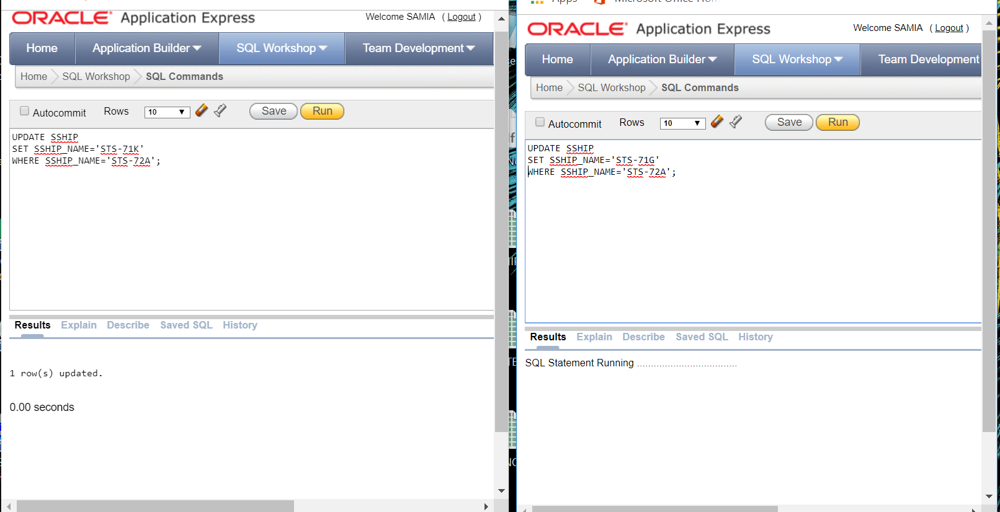 ORACLE Application Express
Welcome SAMIA ( Logout )
Home Application Builder SQL Workshop Team Development
Home SQL Workshop SQL Commands
Autocommit Rows 10 Save Run
UPDATE SSHIP
SET SSHIP_NAME='STS-71K'
WHERE SSHIP_NAME='STS-72A';
Results Explain Describe Saved SQL History
1 row(s) updated.
0.00 seconds
ORACLE Application Express
Welcome SAMIA ( Logout )
Home Application Builder SQL Workshop Team Development
Home SQL Workshop SQL Commands
Autocommit Rows 10 Save Run
UPDATE SSHIP
SET SSHIP_NAME='STS-71G'
WHERE SSHIP_NAME='STS-72A';
Results Explain Describe Saved SQL History
SQL Statement Running ....................................